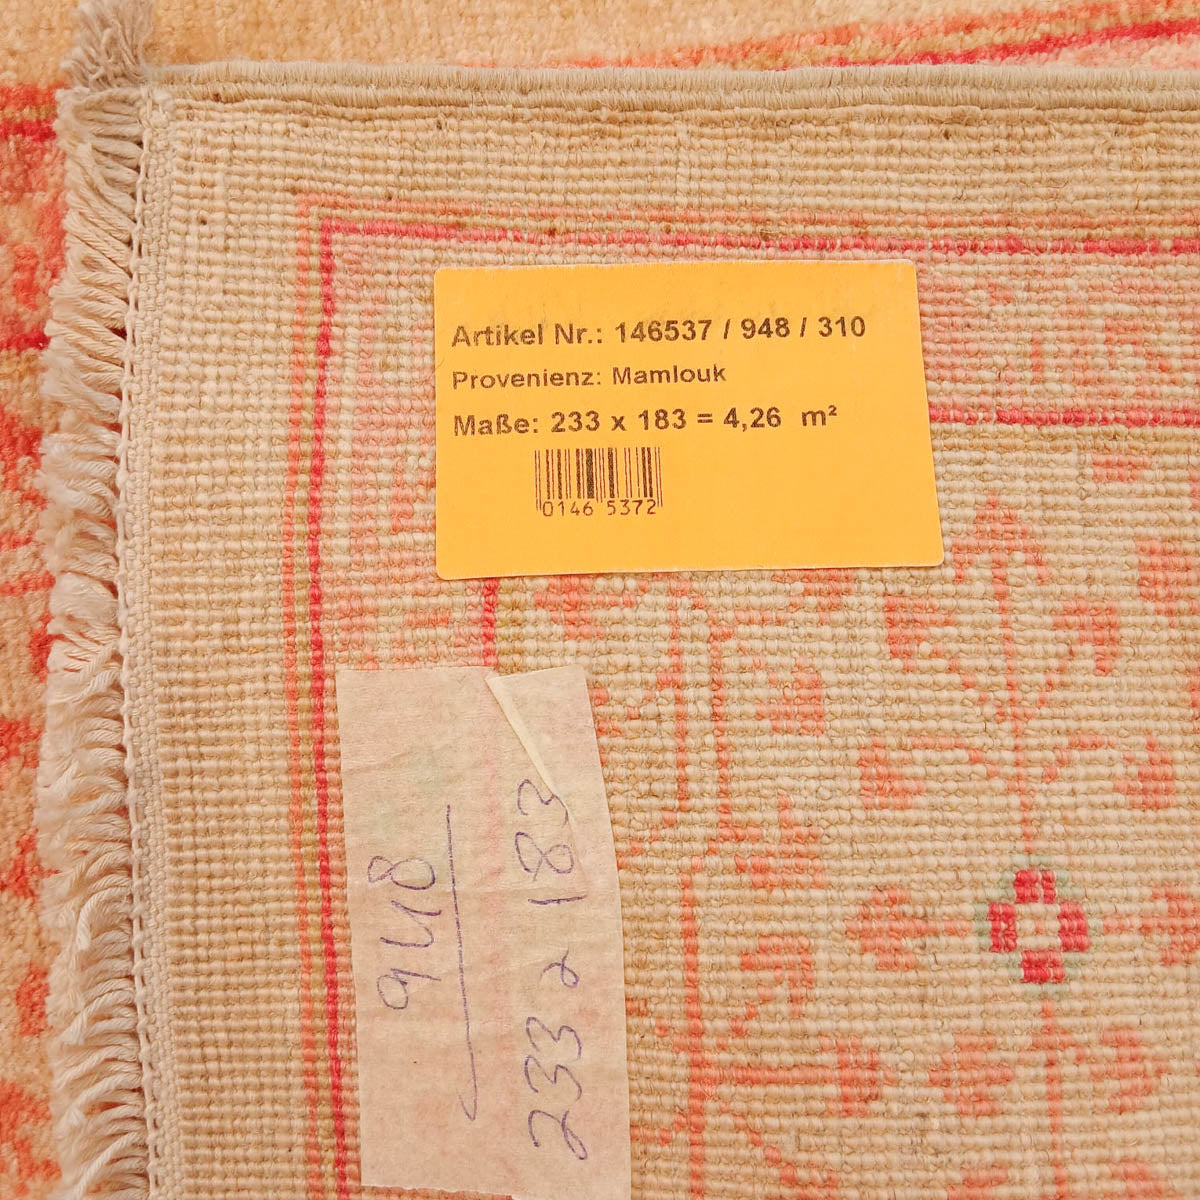 Artikel Nr.: 146537 / 948 / 310
Provenienz: Mamlouk
Maße: 233 x 183 = 4,26 m²
0146 5372
948
233 x 183